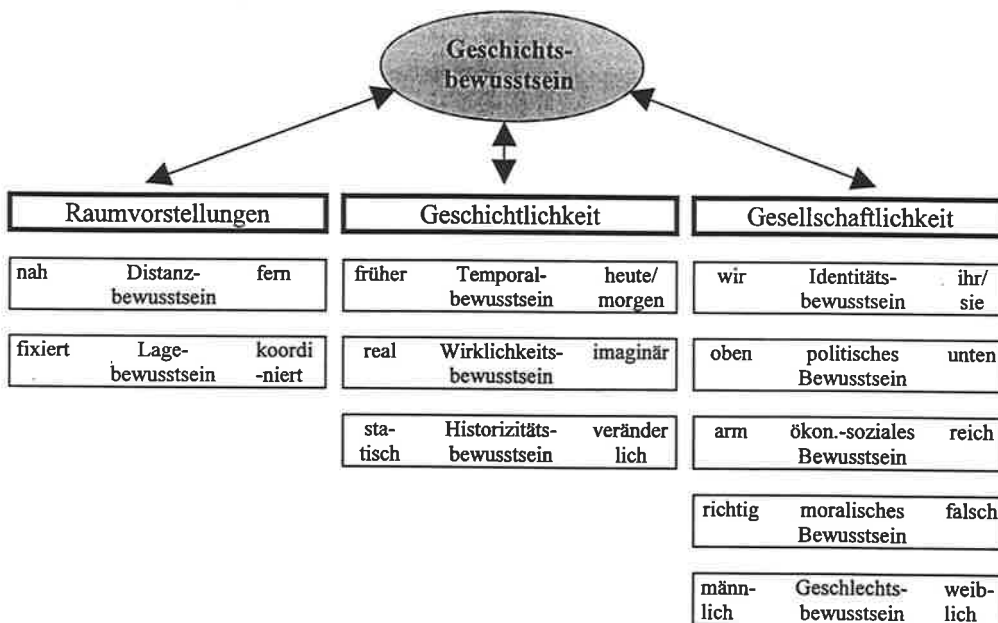 Geschichts-
bewusstsein
Raumvorstellungen
nah Distanz- fern
bewusstsein
fixiert Lage- koordi
bewusstsein -niert
Geschichtlichkeit
früher Temporal- heute/
bewusstsein morgen
real Wirklichkeits- imaginär
bewusstsein
sta- Historizitäts- veränder
tisch bewusstsein lich
Gesellschaftlichkeit
wir Identitäts- ihr/
bewusstsein sie
oben politisches unten
Bewusstsein
arm ökon.-soziales reich
Bewusstsein
richtig moralisches falsch
Bewusstsein
männ- Geschlechts- weib-
lich bewusstsein lich